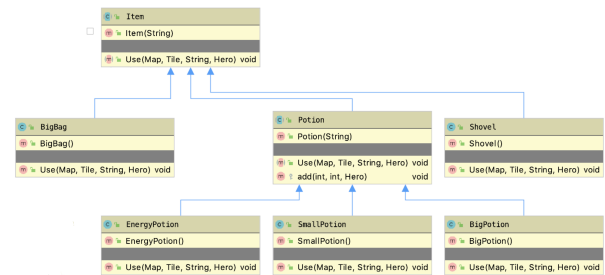 Item
Item(String)
Use(Map, Tile, String, Hero) void
BigBag
BigBag()
Use(Map, Tile, String, Hero) void
Potion
Potion(String)
Use(Map, Tile, String, Hero) void
add(int, int, Hero) void
Shovel
Shovel()
Use(Map, Tile, String, Hero) void
EnergyPotion
EnergyPotion()
Use(Map, Tile, String, Hero) void
SmallPotion
SmallPotion()
Use(Map, Tile, String, Hero) void
BigPotion
BigPotion()
Use(Map, Tile, String, Hero) void